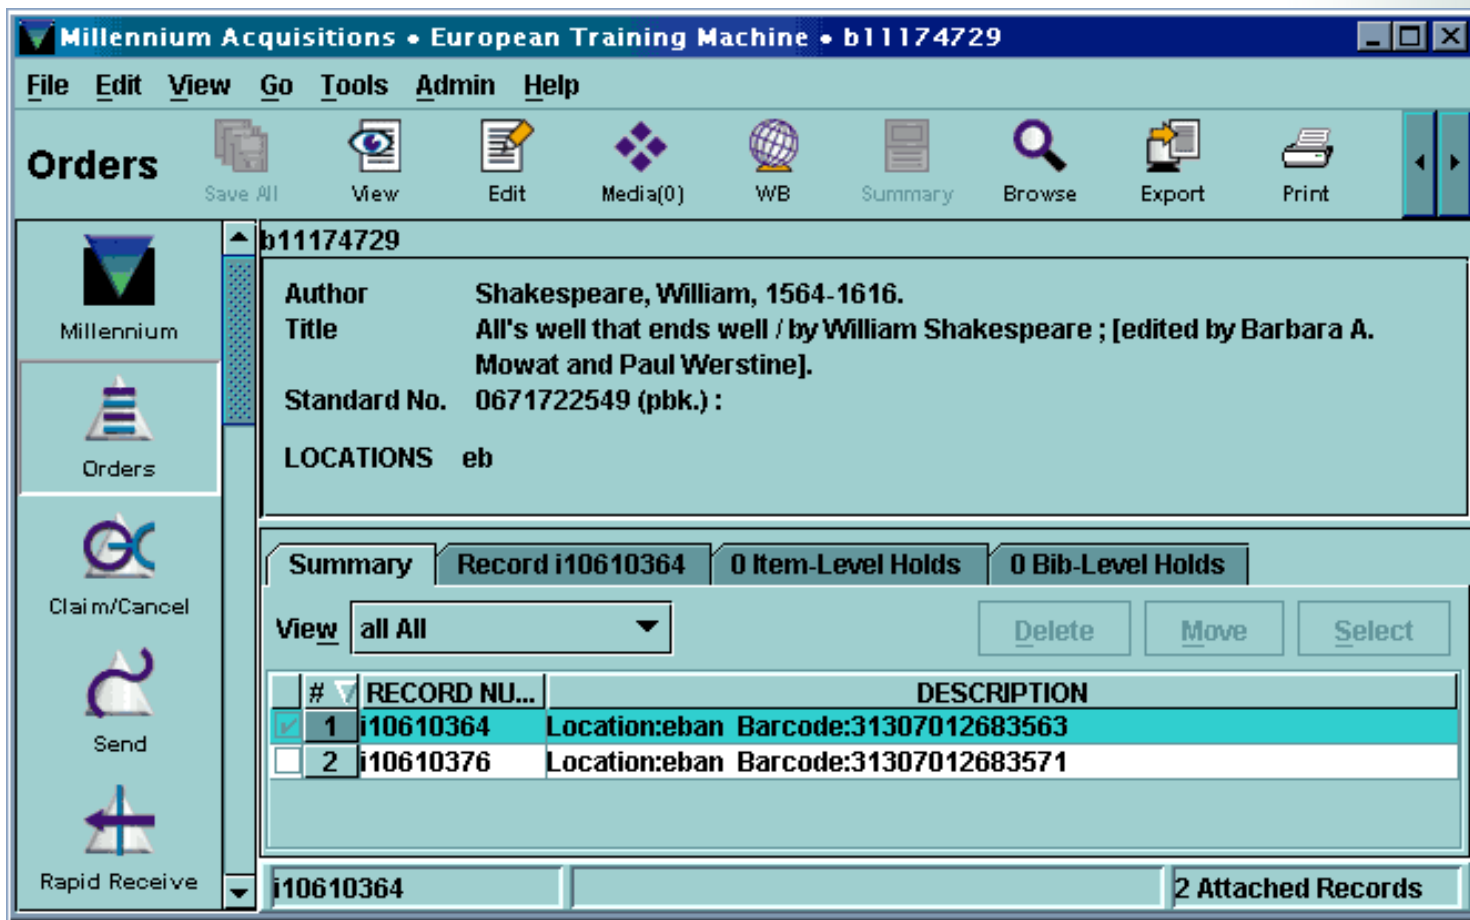 Millennium Acquisitions • European Training Machine • b11174729
File Edit View Go Tools Admin Help
Orders
Save All View Edit Media(0) WB Summary Browse Export Print
Millennium
Orders
Claim/Cancel
Send
Rapid Receive
b11174729
Author Shakespeare, William, 1564-1616.
Title All's well that ends well / by William Shakespeare ; [edited by Barbara A.
Mowat and Paul Werstine].
Standard No. 0671722549 (pbk.) :
LOCATIONS eb
Summary Record i10610364 0 Item-Level Holds 0 Bib-Level Holds
View all All Delete Move Select
# RECORD NU... DESCRIPTION
1 i10610364 Location:eban Barcode:31307012683563
2 i10610376 Location:eban Barcode:31307012683571
i10610364 2 Attached Records